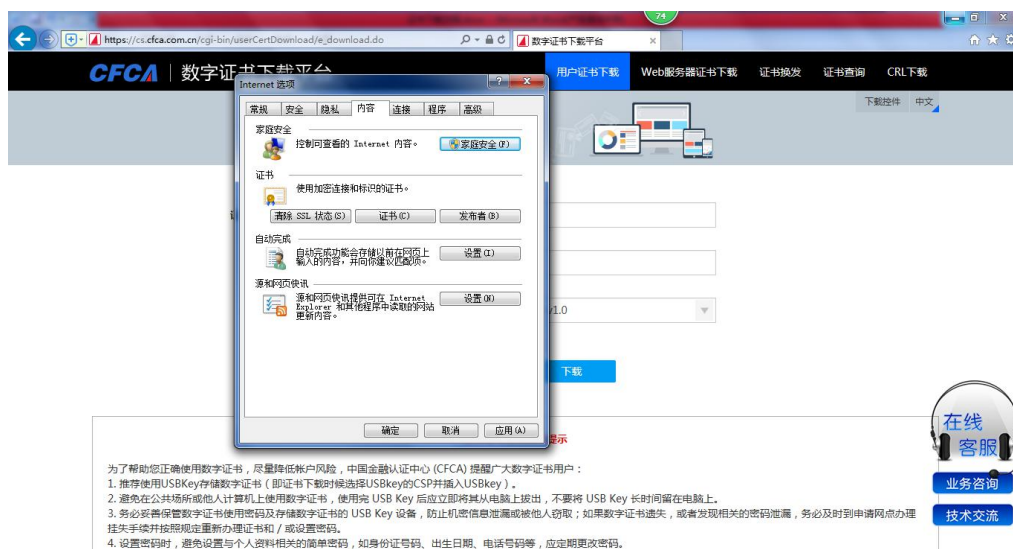 74
https://cs.cfca.com.cn/cgi-bin/userCertDownload/e_download.do
数字证书下载平台
CFCA 数字证书下载平台
用户证书下载 Web服务器证书下载 证书换发 证书查询 CRL下载
下载控件 中文
Internet 选项
常规 安全 隐私 内容 连接 程序 高级
家庭安全
控制可查看的 Internet 内容。
家庭安全(F)
证书
使用加密连接和标识的证书。
清除 SSL 状态(S) 证书(C) 发布者(B)
自动完成
自动完成功能会存储以前在网页上
输入的内容，并向你建议匹配项。
设置(I)
源和网页快讯
源和网页快讯提供可在 Internet
Explorer 和其他程序中读取的网站
更新内容。
设置(N)
确定 取消 应用(A)
1.0
下载
提示
在线
客服
业务咨询
技术交流
为了帮助您正确使用数字证书，尽量降低帐户风险，中国金融认证中心 (CFCA) 提醒广大数字证书用户：
1. 推荐使用USBKey存储数字证书（即证书下载时候选择USBkey的CSP并插入USBkey）。
2. 避免在公共场所或他人计算机上使用数字证书，使用完 USB Key 后应立即将其从电脑上拔出，不要将 USB Key 长时间留在电脑上。
3. 务必妥善保管数字证书使用密码及存储数字证书的 USB Key 设备，防止机密信息泄漏或被他人窃取；如果数字证书遗失，或者发现相关的密码泄漏，务必及时到申请网点办理
挂失手续并按照规定重新办理证书和 / 或设置密码。
4. 设置密码时，避免设置与个人资料相关的简单密码，如身份证号码、出生日期、电话号码等，应定期更改密码。